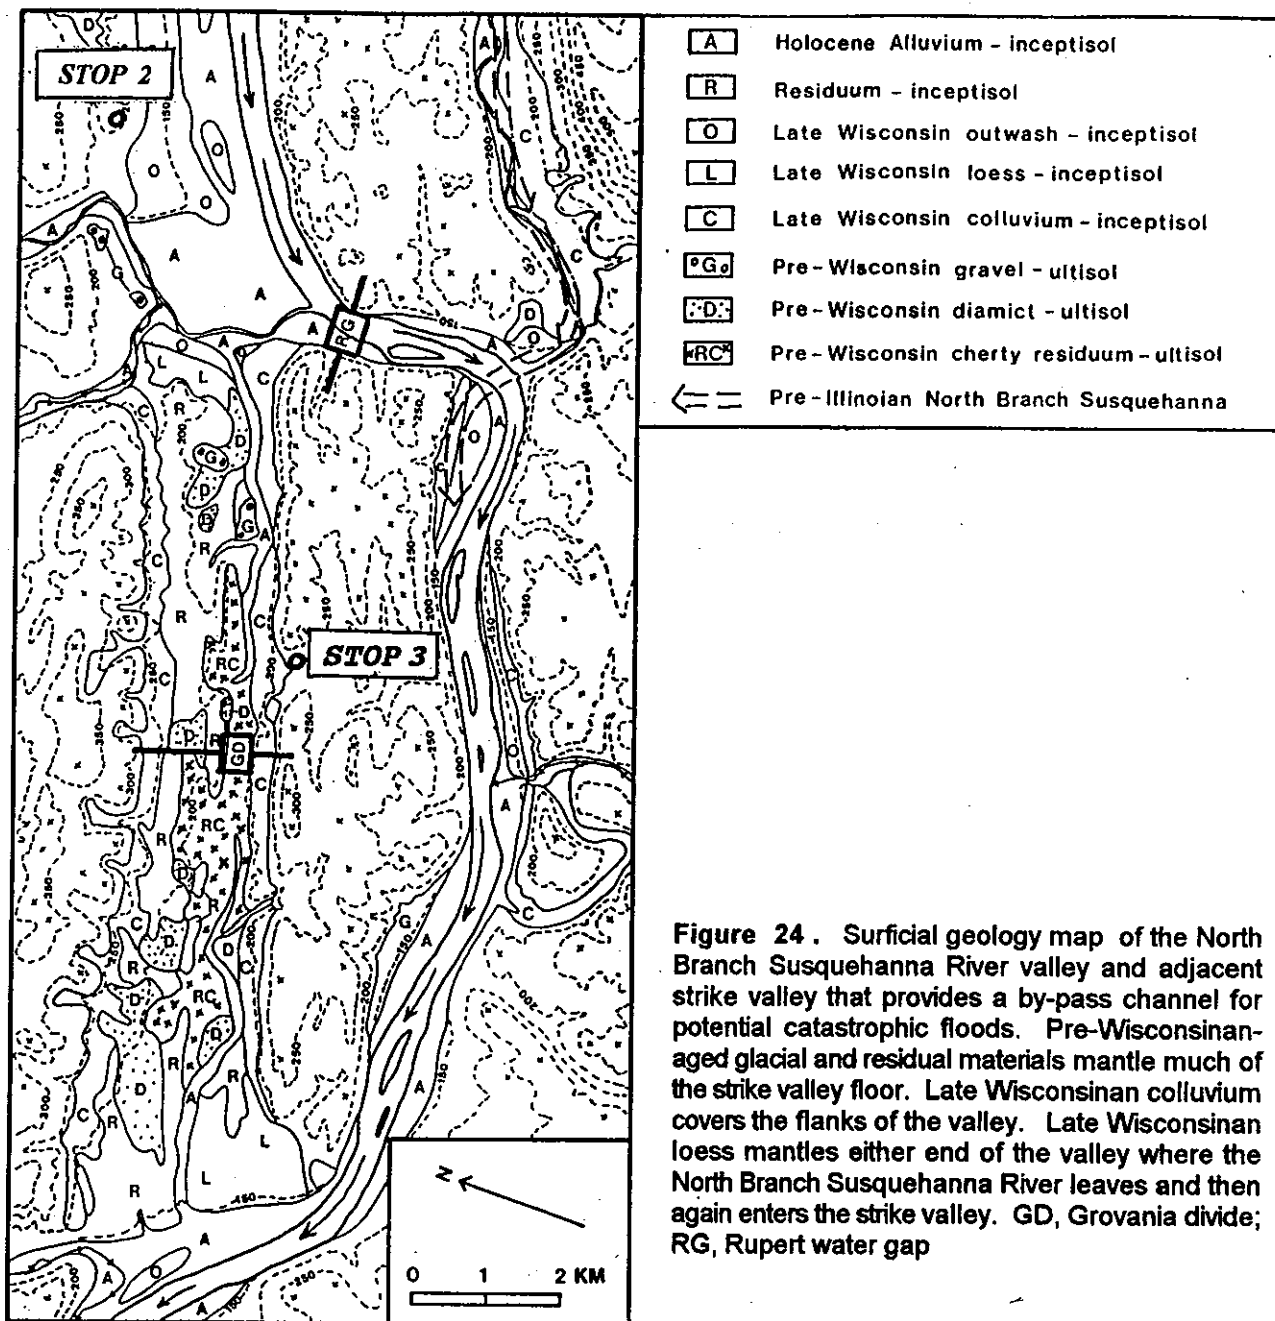 STOP 2
STOP 3
RG
GD
N
0 1 2 KM
A Holocene Alluvium - inceptisol
R Residuum - inceptisol
O Late Wisconsin outwash - inceptisol
L Late Wisconsin loess - inceptisol
C Late Wisconsin colluvium - inceptisol
G Pre-Wisconsin gravel - ultisol
D Pre-Wisconsin diamict - ultisol
RC Pre-Wisconsin cherty residuum - ultisol
Pre-Illinoian North Branch Susquehanna
Figure 24. Surficial geology map of the North
Branch Susquehanna River valley and adjacent
strike valley that provides a by-pass channel for
potential catastrophic floods. Pre-Wisconsinan-
aged glacial and residual materials mantle much of
the strike valley floor. Late Wisconsinan colluvium
covers the flanks of the valley. Late Wisconsinan
loess mantles either end of the valley where the
North Branch Susquehanna River leaves and then
again enters the strike valley. GD, Grovania divide;
RG, Rupert water gap